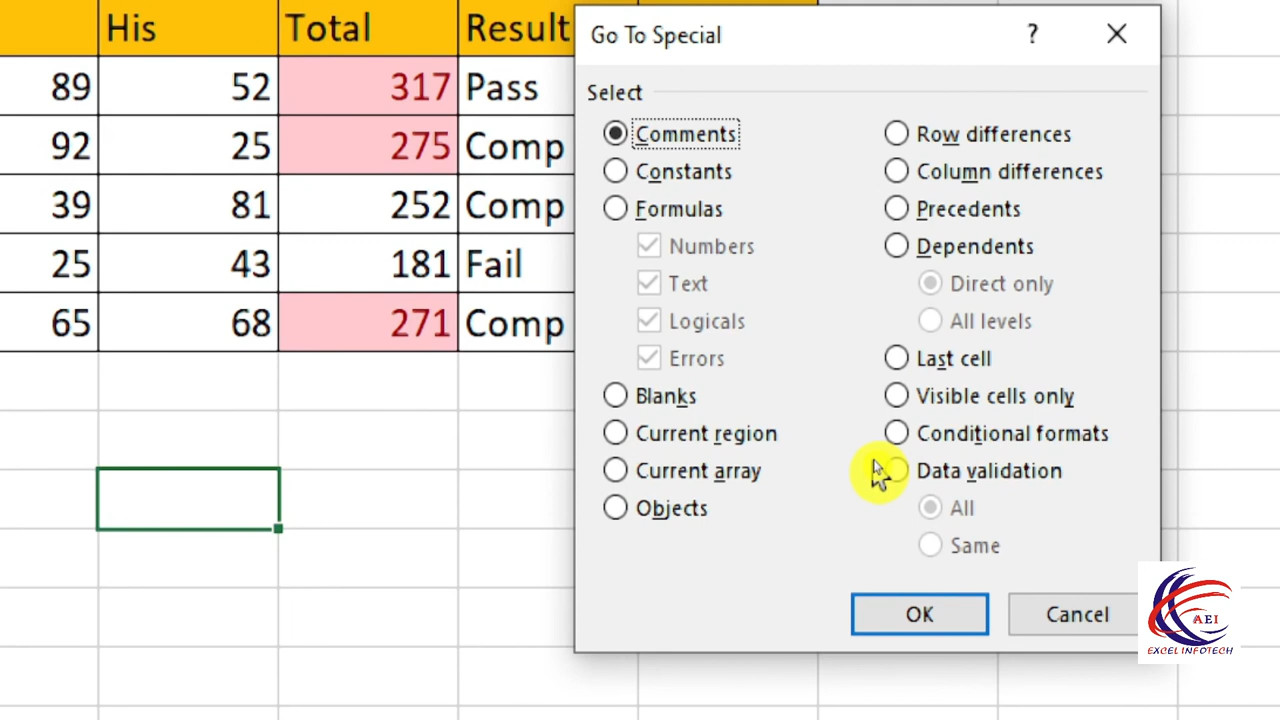 His Total Result
89 52 317 Pass
92 25 275 Comp
39 81 252 Comp
25 43 181 Fail
65 68 271 Comp
Go To Special ?
Select
Comments
Constants
Formulas
Numbers
Text
Logicals
Errors
Blanks
Current region
Current array
Objects
Row differences
Column differences
Precedents
Dependents
Direct only
All levels
Last cell
Visible cells only
Conditional formats
Data validation
All
Same
OK Cancel
AEI
EXCEL INFOTECH